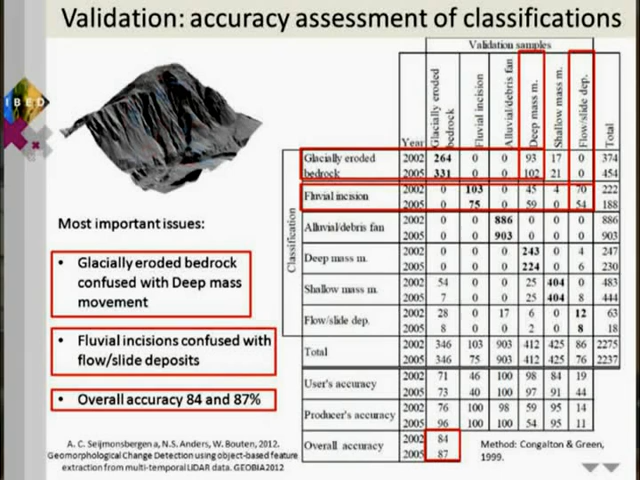 Validation: accuracy assessment of classifications
IBED
Validation samples
Year Glacially eroded bedrock Fluvial incision Alluvial/debris fan Deep mass m. Shallow mass m. Flow/slide dep. Total
Classification
Glacially eroded 2002 264 0 0 93 17 0 374
bedrock 2005 331 0 0 102 21 0 454
Fluvial incision 2002 0 103 0 45 4 70 222
2005 0 75 0 59 0 54 188
Alluvial/debris fan 2002 0 0 886 0 0 0 886
2005 0 0 903 0 0 0 903
Deep mass m. 2002 0 0 0 243 0 4 247
2005 0 0 0 224 0 6 230
Shallow mass m. 2002 54 0 0 25 404 0 483
2005 7 0 0 25 404 8 444
Flow/slide dep. 2002 28 0 17 6 0 12 63
2005 8 0 0 2 0 8 18
Total 2002 346 103 903 412 425 86 2275
2005 346 75 903 412 425 76 2237
User's accuracy 2002 71 46 100 98 84 19
2005 73 40 100 97 91 44
Producer's accuracy 2002 76 100 98 59 95 14
2005 96 100 100 54 95 11
Overall accuracy 2002 84
2005 87
Most important issues:
• Glacially eroded bedrock
confused with Deep mass
movement
• Fluvial incisions confused with
flow/slide deposits
• Overall accuracy 84 and 87%
A. C. Seijmonsbergen a, N.S. Anders, W. Bouten, 2012.
Geomorphological Change Detection using object-based feature
extraction from multi-temporal LiDAR data. GEOBIA2012
Method: Congalton & Green,
1999.